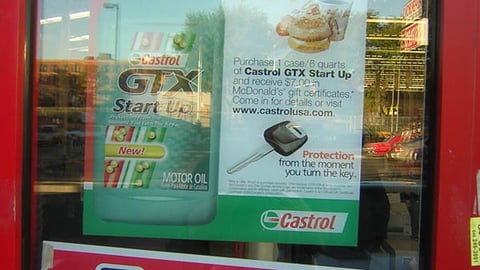 Castrol
GTX
Start Up
New!
MOTOR OIL
Purchase 1 case/6 quarts
of Castrol GTX Start Up
and receive $7.00 in
McDonald's gift certificates.*
Come in for details or visit
www.castrolusa.com.
Protection
from the moment
you turn the key.
Castrol